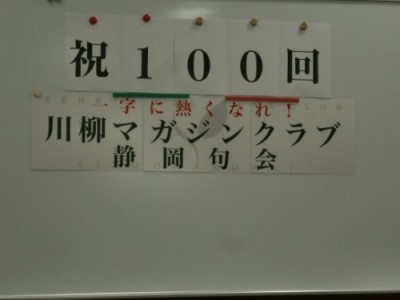 祝100回
一字に熱くなれ！
川柳マガジンクラブ
静岡句会